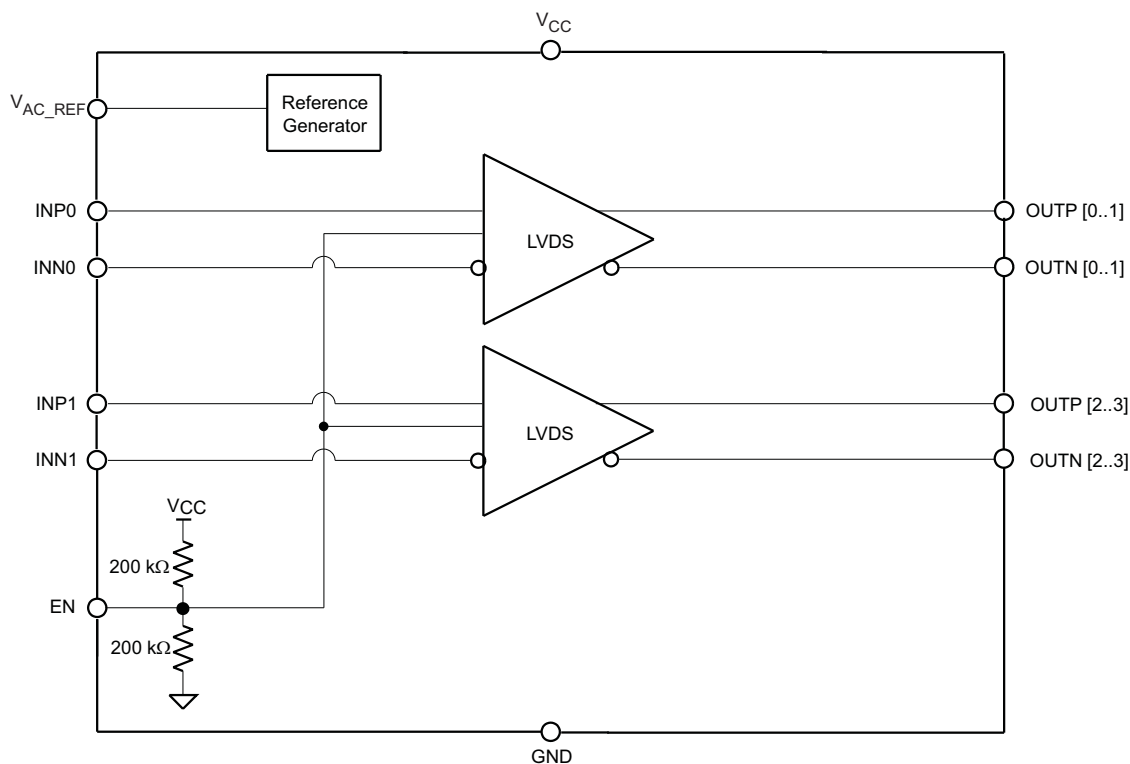 VCC
VAC_REF
Reference
Generator
INP0
LVDS
OUTP [0..1]
INN0
OUTN [0..1]
INP1
LVDS
OUTP [2..3]
INN1
OUTN [2..3]
VCC
200 kΩ
EN
200 kΩ
GND